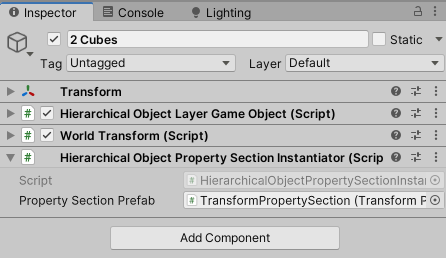 Inspector Console Lighting
2 Cubes Static
Tag Untagged Layer Default
Transform
# Hierarchical Object Layer Game Object (Script)
# World Transform (Script)
# Hierarchical Object Property Section Instantiator (Scrip
Script # HierarchicalObjectPropertySectionInsta
Property Section Prefab # TransformPropertySection (Transform P
Add Component